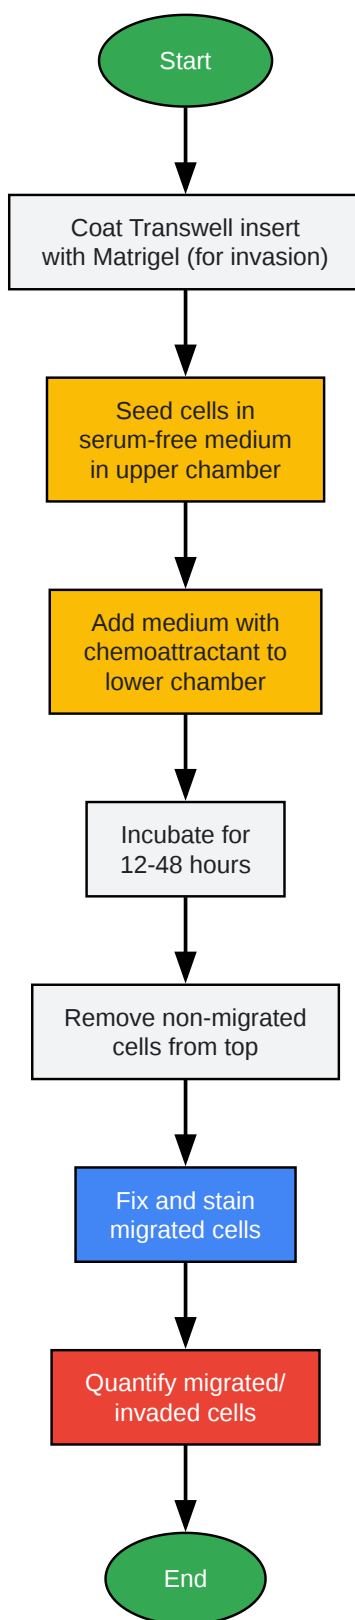 Start
Coat Transwell insert
with Matrigel (for invasion)
Seed cells in
serum-free medium
in upper chamber
Add medium with
chemoattractant to
lower chamber
Incubate for
12-48 hours
Remove non-migrated
cells from top
Fix and stain
migrated cells
Quantify migrated/
invaded cells
End